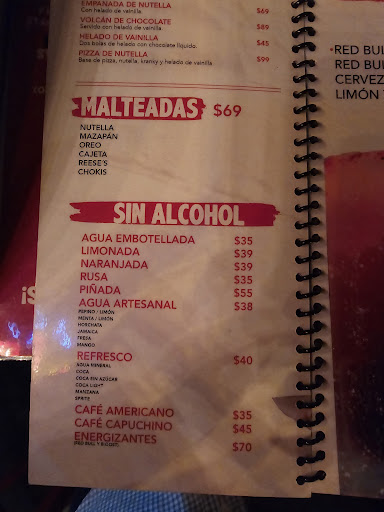 EMPANADA DE NUTELLA $69
Con helado de vainilla.
VOLCÁN DE CHOCOLATE $89
Servido con helado de vainilla.
HELADO DE VAINILLA $45
Dos bolas de helado con chocolate líquido.
PIZZA DE NUTELLA $99
Base de pizza, nutella, kranky y helado de vainilla
MALTEADAS $69
NUTELLA
MAZAPÁN
OREO
CAJETA
REESE'S
CHOKIS
SIN ALCOHOL
AGUA EMBOTELLADA $35
LIMONADA $39
NARANJADA $39
RUSA $35
PIÑADA $55
AGUA ARTESANAL $38
PEPINO / LIMÓN
MENTA / LIMÓN
HORCHATA
JAMAICA
FRESA
MANGO
REFRESCO $40
AGUA MINERAL
COCA
COCA SIN AZÚCAR
COCA LIGHT
MANZANA
SPRITE
CAFÉ AMERICANO $35
CAFÉ CAPUCHINO $45
ENERGIZANTES $70
RED BUL
RED BUL
CERVEZ
LIMÓN